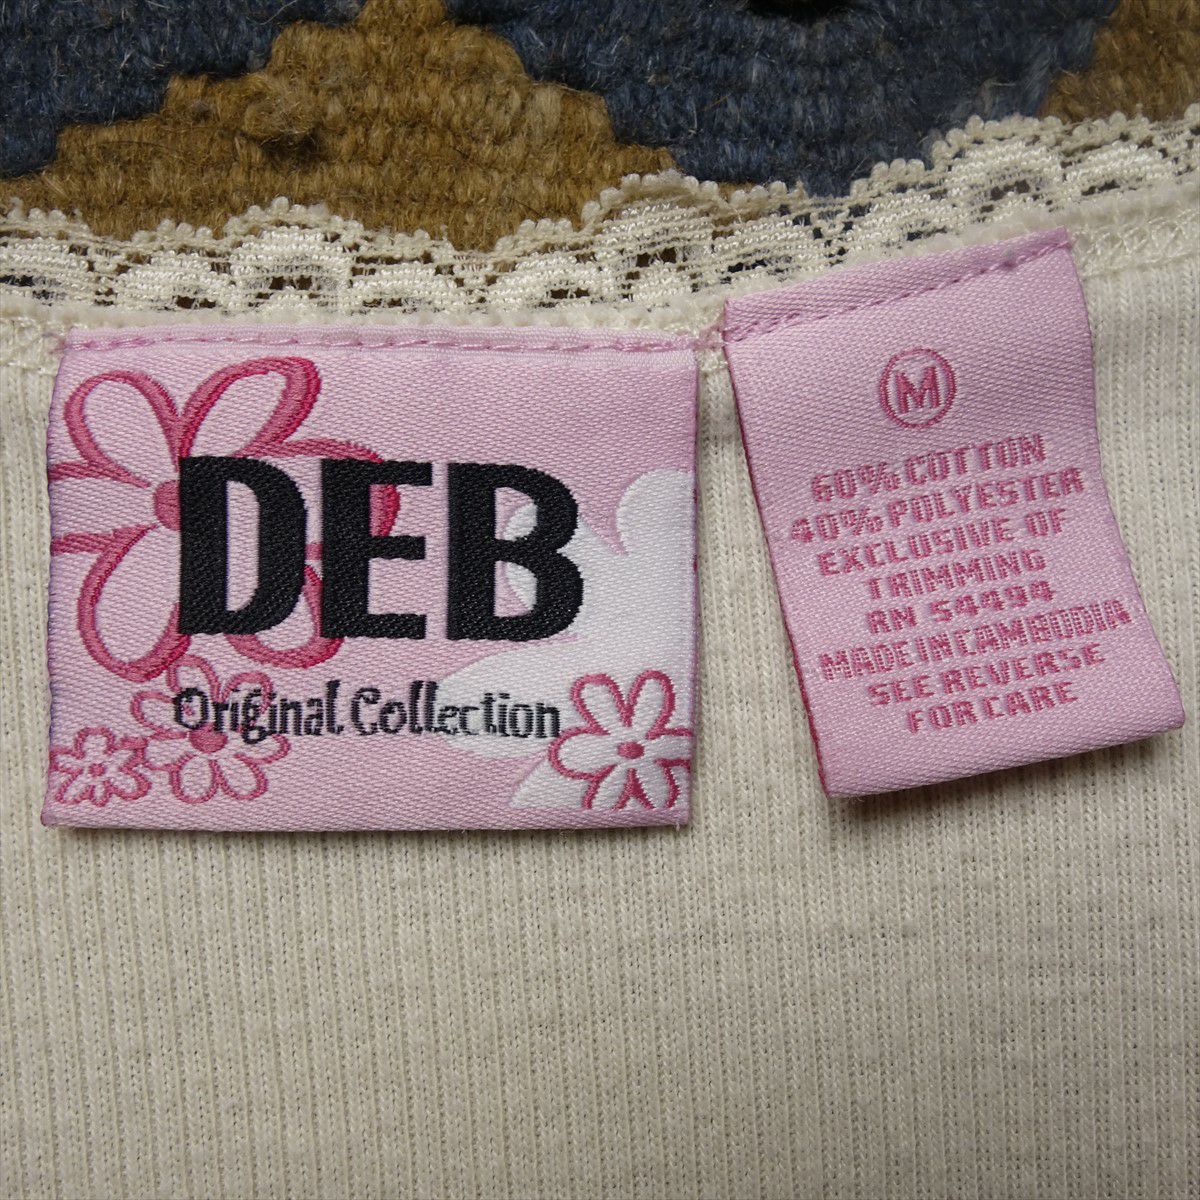 DEB
Original Collection
M
60% COTTON
40% POLYESTER
EXCLUSIVE OF
TRIMMING
RN 54494
MADE IN CAMBODIA
SEE REVERSE
FOR CARE